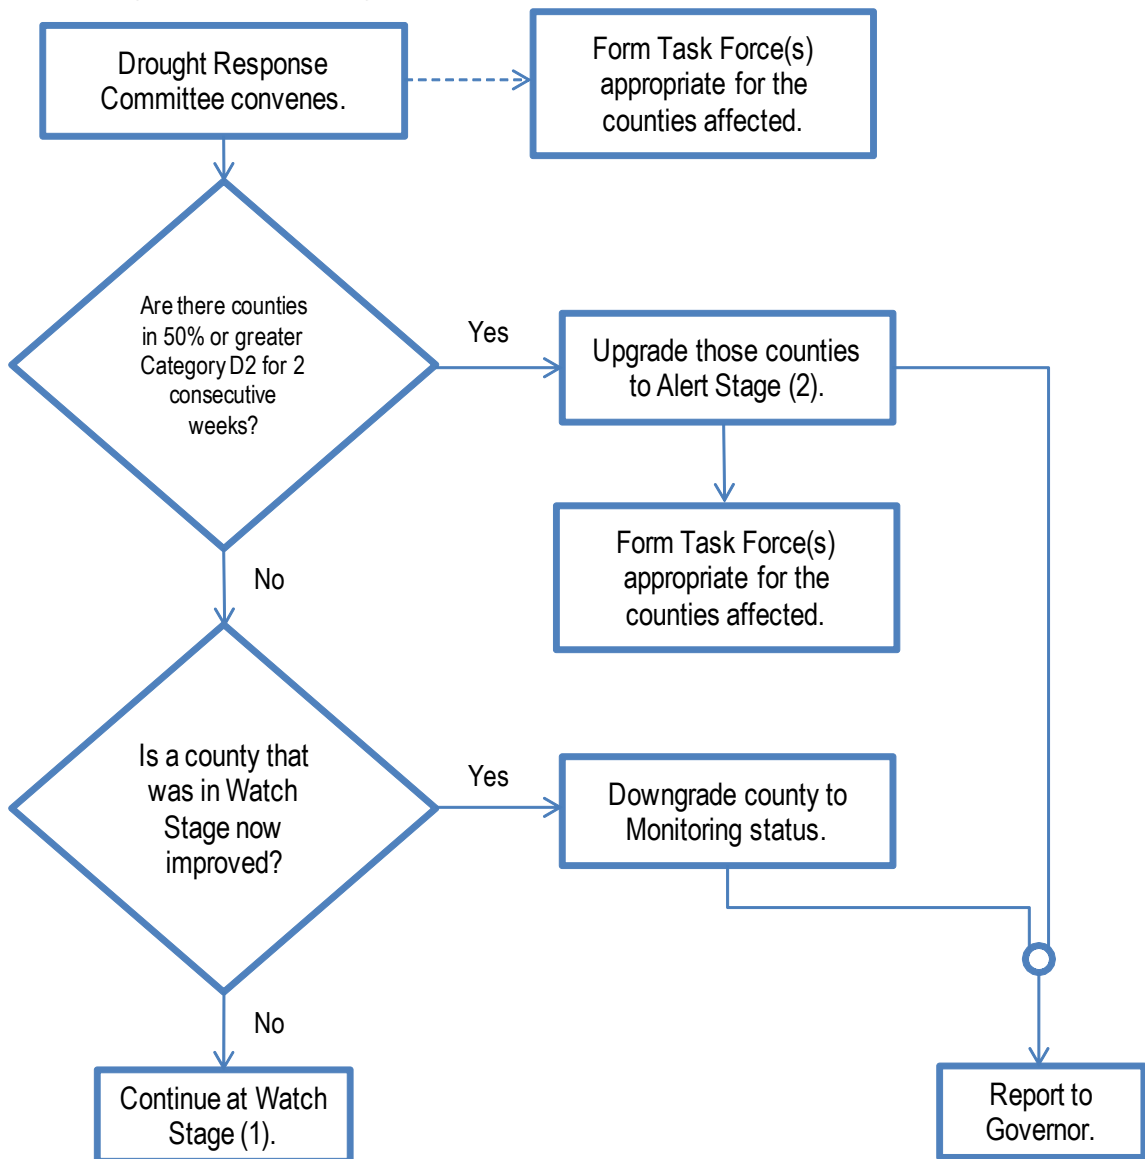 Drought Response
Committee convenes.
Form Task Force(s)
appropriate for the
counties affected.
Are there counties
in 50% or greater
Category D2 for 2
consecutive
weeks?
Yes
Upgrade those counties
to Alert Stage (2).
Form Task Force(s)
appropriate for the
counties affected.
No
Is a county that
was in Watch
Stage now
improved?
Yes
Downgrade county to
Monitoring status.
No
Continue at Watch
Stage (1).
Report to
Governor.